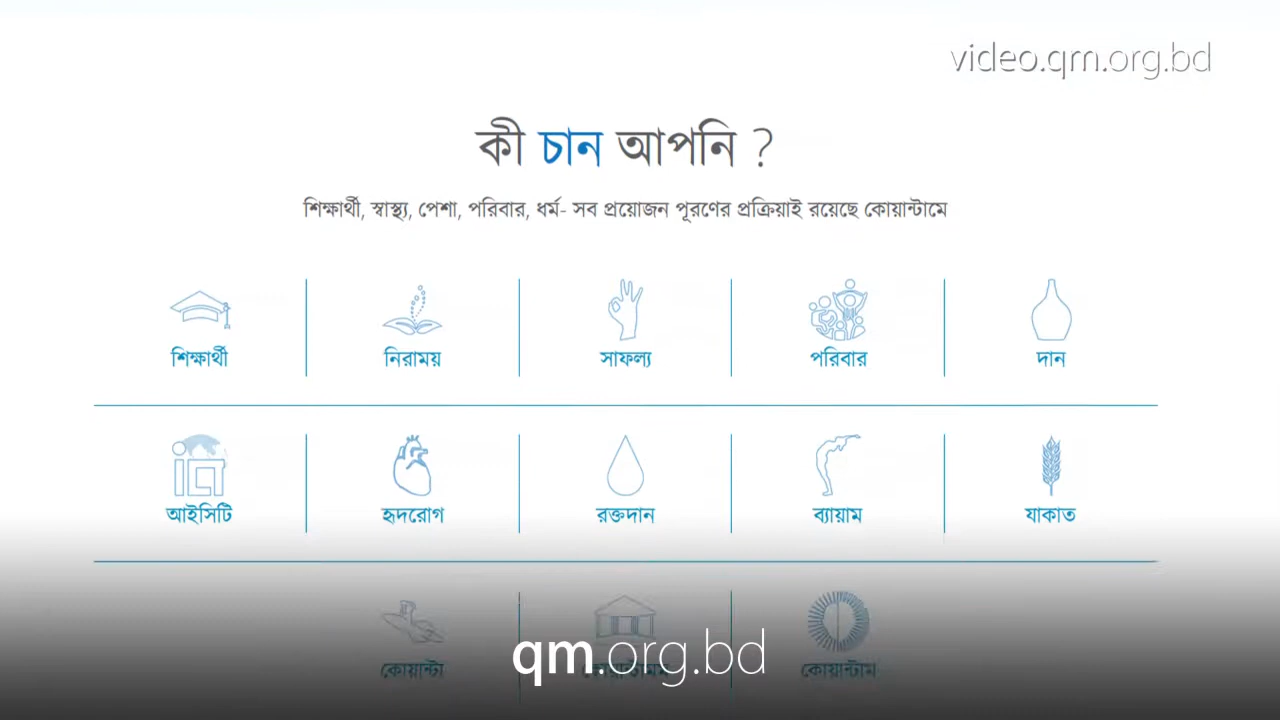 video.qm.org.bd
কী চান আপনি ?
শিক্ষার্থী, স্বাস্থ্য, পেশা, পরিবার, ধর্ম- সব প্রয়োজন পূরণের প্রক্রিয়াই রয়েছে কোয়ান্টামে
শিক্ষার্থী
নিরাময়
সাফল্য
পরিবার
দান
আইসিটি
হৃদরোগ
রক্তদান
ব্যায়াম
যাকাত
qm.org.bd
কোয়ান্টা
কোয়ান্টাম